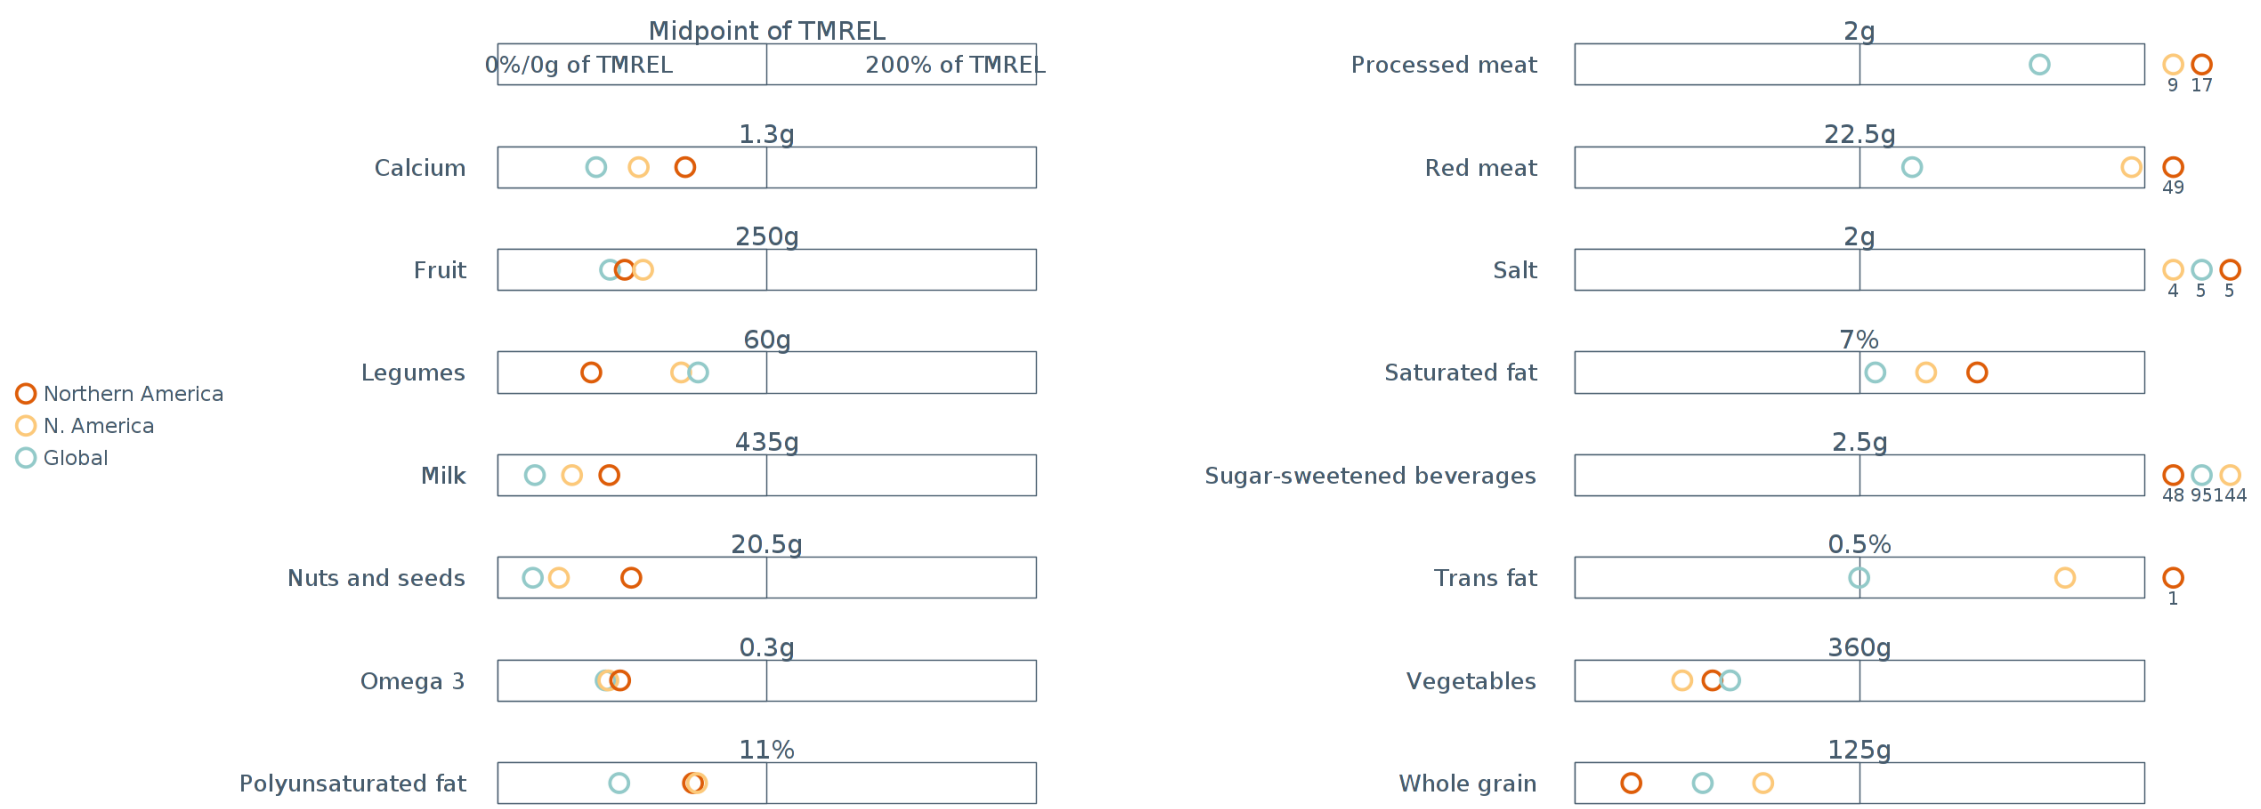 Midpoint of TMREL
0%/0g of TMREL
200% of TMREL
1.3g
Calcium
250g
Fruit
60g
Legumes
435g
Milk
20.5g
Nuts and seeds
0.3g
Omega 3
11%
Polyunsaturated fat
Northern America
N. America
Global
2g
Processed meat
9 17
22.5g
Red meat
49
2g
Salt
4 5 5
7%
Saturated fat
2.5g
Sugar-sweetened beverages
48 95 144
0.5%
Trans fat
1
360g
Vegetables
125g
Whole grain